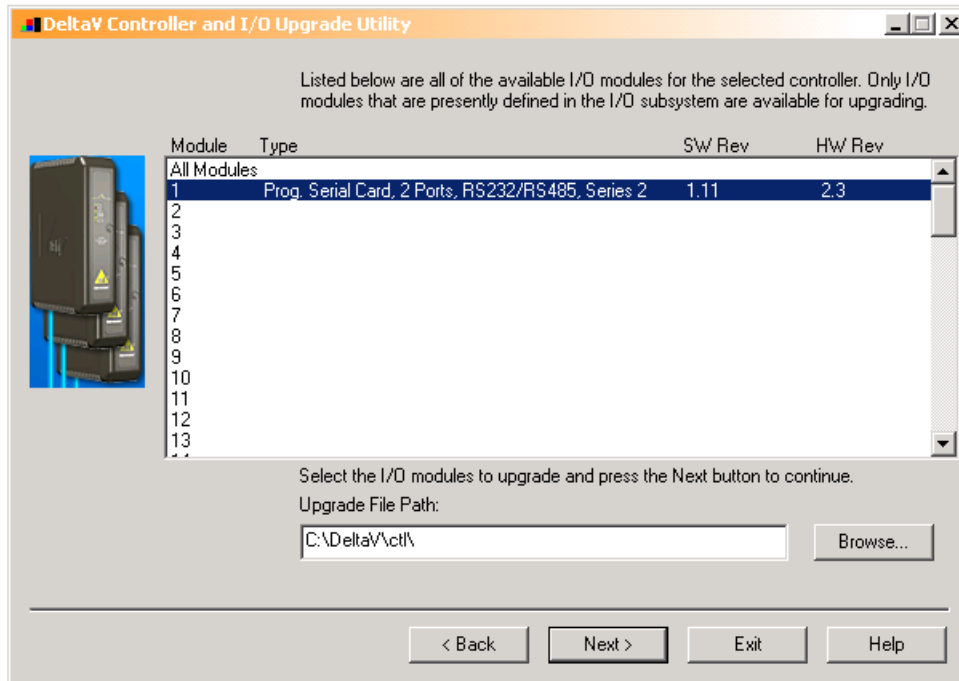 DeltaV Controller and I/O Upgrade Utility
Listed below are all of the available I/O modules for the selected controller. Only I/O
modules that are presently defined in the I/O subsystem are available for upgrading.
Module Type SW Rev HW Rev
All Modules
1 Prog. Serial Card, 2 Ports, RS232/RS485, Series 2 1.11 2.3
2
3
4
5
6
7
8
9
10
11
12
13
Select the I/O modules to upgrade and press the Next button to continue.
Upgrade File Path:
C:\DeltaV\ctl\
Browse...
< Back Next > Exit Help